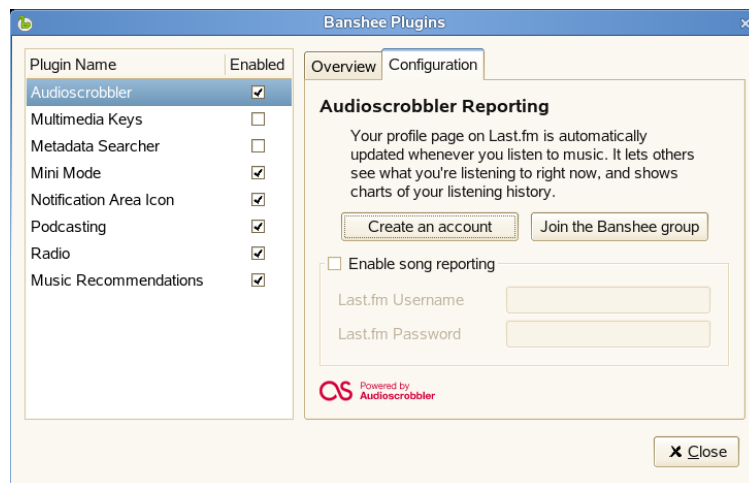 Banshee Plugins
Plugin Name Enabled
Audioscrobbler
Multimedia Keys
Metadata Searcher
Mini Mode
Notification Area Icon
Podcasting
Radio
Music Recommendations
Overview Configuration
Audioscrobbler Reporting
Your profile page on Last.fm is automatically
updated whenever you listen to music. It lets others
see what you're listening to right now, and shows
charts of your listening history.
Create an account Join the Banshee group
Enable song reporting
Last.fm Username
Last.fm Password
Powered by
Audioscrobbler
Close